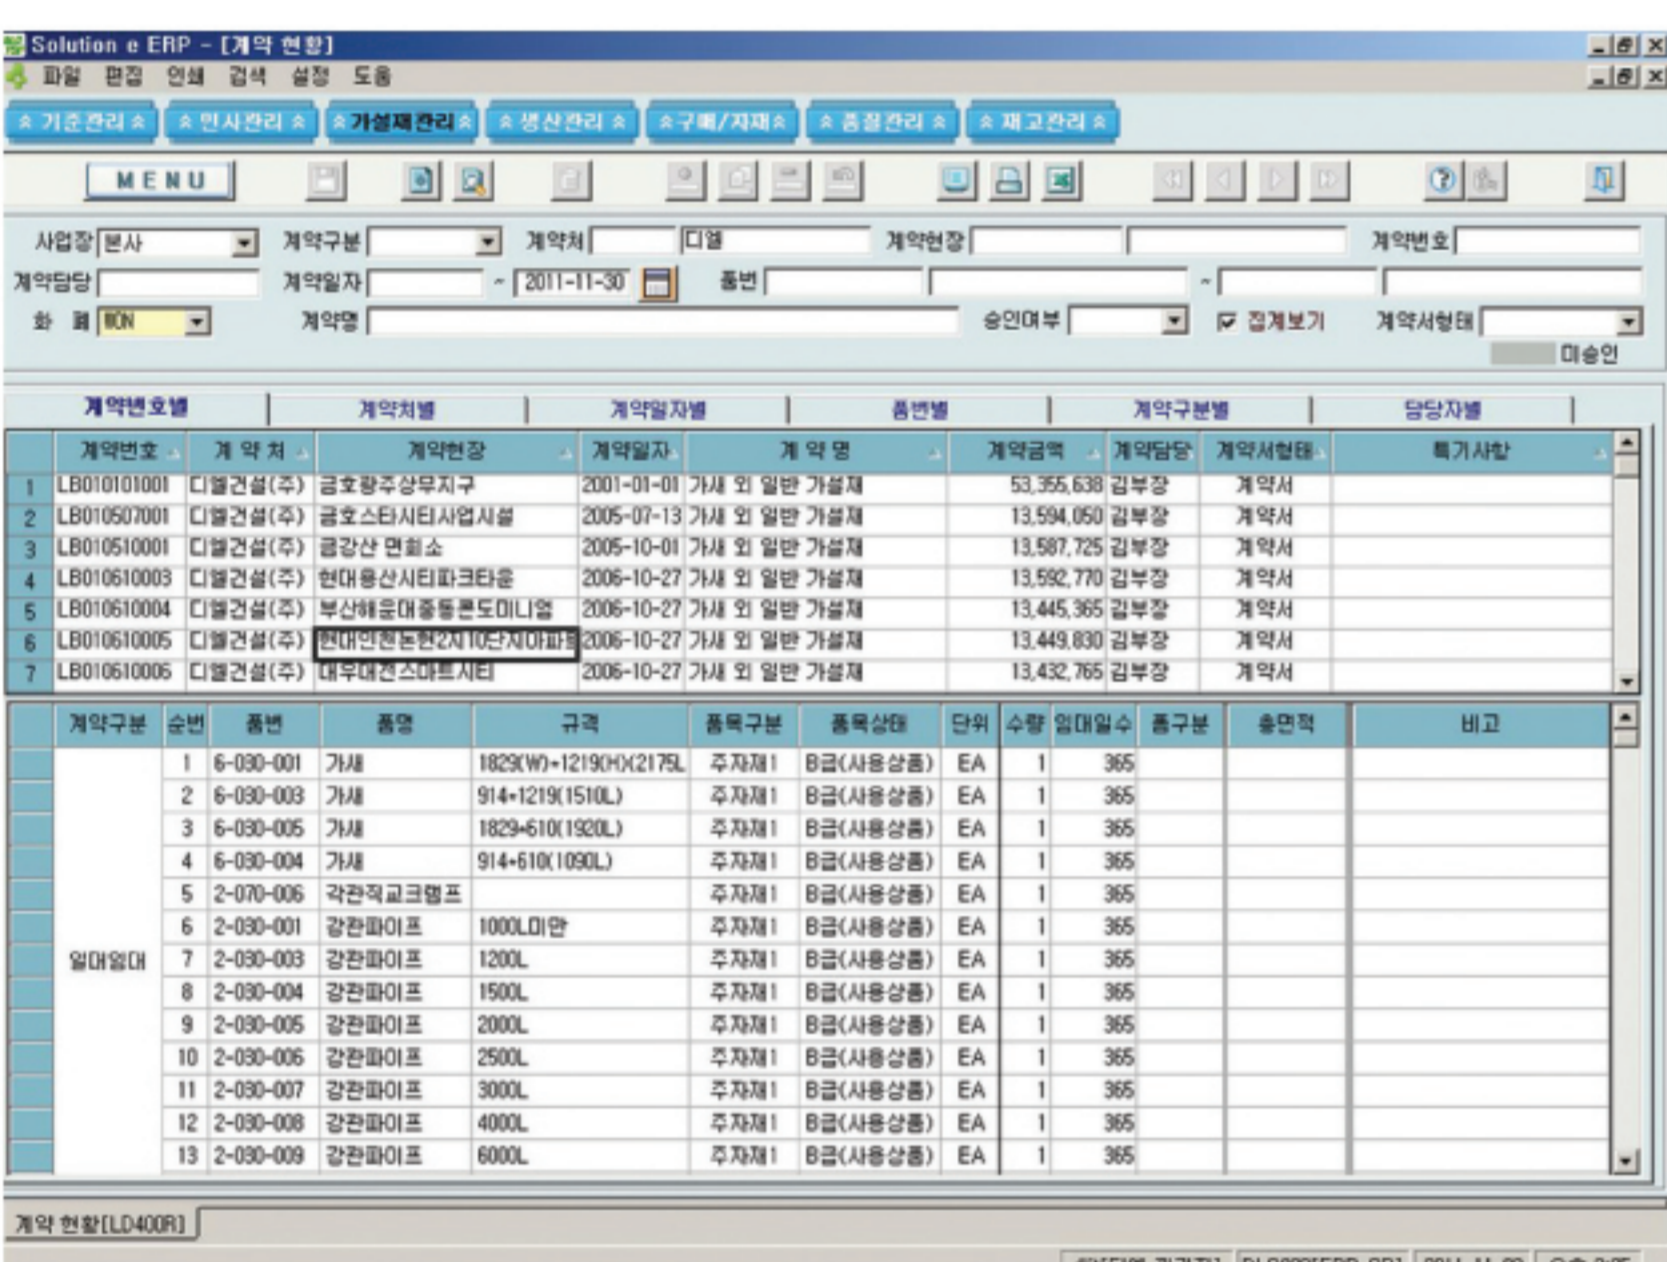 Solution e ERP - [계약 현황]
파일 편집 인쇄 검색 설정 도움
기준관리 인사관리 가설재관리 생산관리 구매/자재 품질관리 재고관리
MENU
사업장 본사 계약구분 계약처 디엘 계약현장 계약번호
계약담당 계약일자 ~ 2011-11-30 품번 ~
화 폐 WON 계약명 승인여부 집계보기 계약서형태
미승인
계약번호별 계약처별 계약일자별 품번별 계약구분별 담당자별
계약번호 계 약 처 계약현장 계약일자 계 약 명 계약금액 계약담당 계약서형태 특기사항
1 LB010101001 디엘건설(주) 금호광주상무지구 2001-01-01 가새 외 일반 가설재 53,355,638 김부장 계약서
2 LB010507001 디엘건설(주) 금호스타시티사업시설 2005-07-13 가새 외 일반 가설재 13,594,050 김부장 계약서
3 LB010510001 디엘건설(주) 금강산 면회소 2005-10-01 가새 외 일반 가설재 13,587,725 김부장 계약서
4 LB010610003 디엘건설(주) 현대용산시티파크타운 2006-10-27 가새 외 일반 가설재 13,592,770 김부장 계약서
5 LB010610004 디엘건설(주) 부산해운대중동콘도미니엄 2006-10-27 가새 외 일반 가설재 13,445,365 김부장 계약서
6 LB010610005 디엘건설(주) 현대인천논현2지10단지아파 2006-10-27 가새 외 일반 가설재 13,449,830 김부장 계약서
7 LB010610006 디엘건설(주) 대우대전스마트시티 2006-10-27 가새 외 일반 가설재 13,432,765 김부장 계약서
계약구분 순번 품번 품명 규격 품목구분 품목상태 단위 수량 임대일수 품구분 총면적 비고
1 6-030-001 가새 1829(W)*1219(H)X(2175L 주자재1 B급(사용상품) EA 1 365
2 6-030-003 가새 914*1219(1510L) 주자재1 B급(사용상품) EA 1 365
3 6-030-005 가새 1829*610(1920L) 주자재1 B급(사용상품) EA 1 365
4 6-030-004 가새 914*610(1090L) 주자재1 B급(사용상품) EA 1 365
5 2-070-006 각관직교크램프 주자재1 B급(사용상품) EA 1 365
6 2-030-001 강관파이프 1000L미만 주자재1 B급(사용상품) EA 1 365
일대임대 7 2-030-003 강관파이프 1200L 주자재1 B급(사용상품) EA 1 365
8 2-030-004 강관파이프 1500L 주자재1 B급(사용상품) EA 1 365
9 2-030-005 강관파이프 2000L 주자재1 B급(사용상품) EA 1 365
10 2-030-006 강관파이프 2500L 주자재1 B급(사용상품) EA 1 365
11 2-030-007 강관파이프 3000L 주자재1 B급(사용상품) EA 1 365
12 2-030-008 강관파이프 4000L 주자재1 B급(사용상품) EA 1 365
13 2-030-009 강관파이프 6000L 주자재1 B급(사용상품) EA 1 365
계약 현황[LD400R]